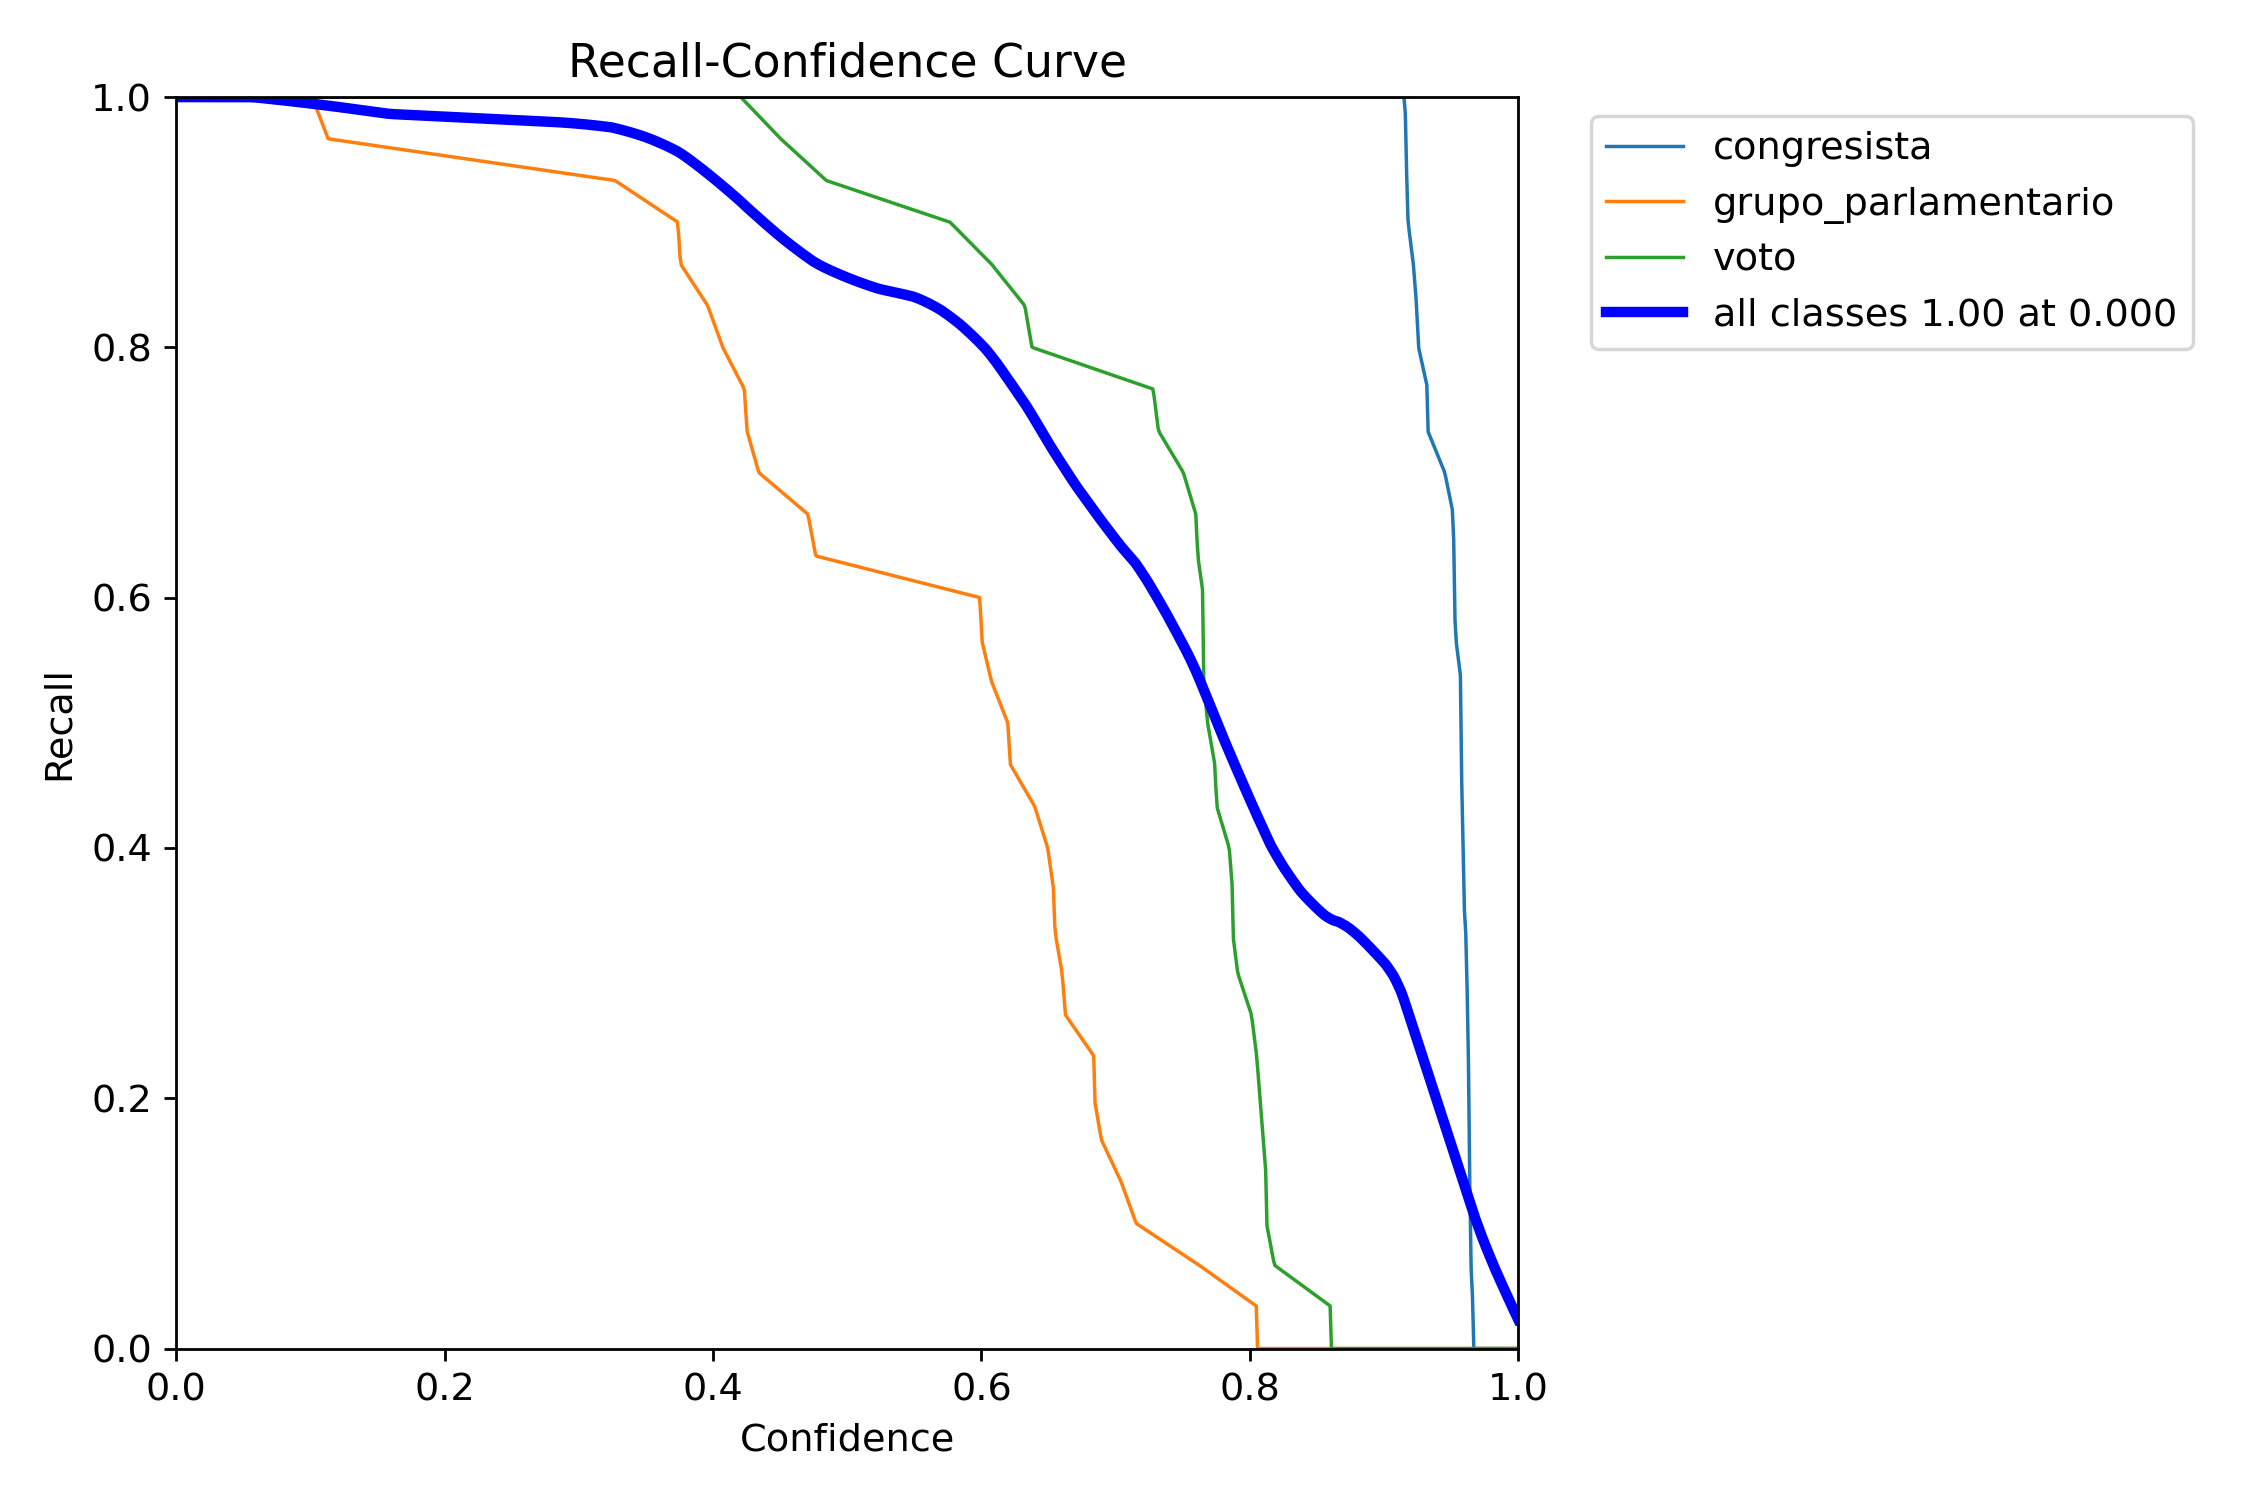 Recall-Confidence Curve
1.0
0.8
0.6
0.4
0.2
0.0
Recall
0.0 0.2 0.4 0.6 0.8 1.0
Confidence
congresista
grupo_parlamentario
voto
all classes 1.00 at 0.000